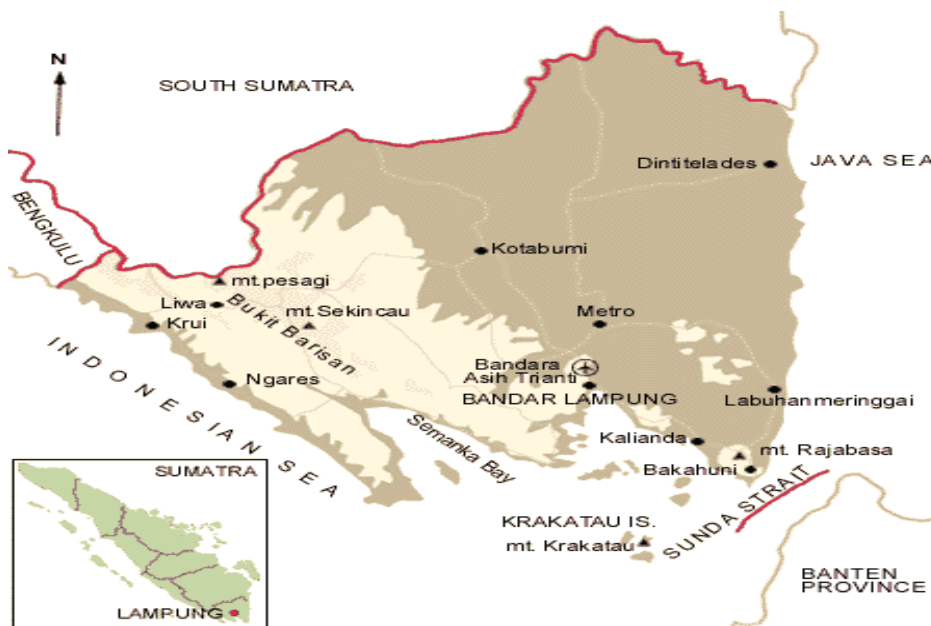 N
SOUTH SUMATRA
Dintitelades
JAVA SEA
BENGKULU
Kotabumi
mt.pesagi
Liwa
Bukit Barisan
mt.Sekincau
Krui
Metro
Bandara
Asih Trianti
BANDAR LAMPUNG
Ngares
Labuhanmeringgai
INDONESIAN SEA
Semanka Bay
Kalianda
mt. Rajabasa
Bakahuni
SUMATRA
SUNDA STRAIT
KRAKATAU IS.
mt. Krakatau
BANTEN
PROVINCE
LAMPUNG